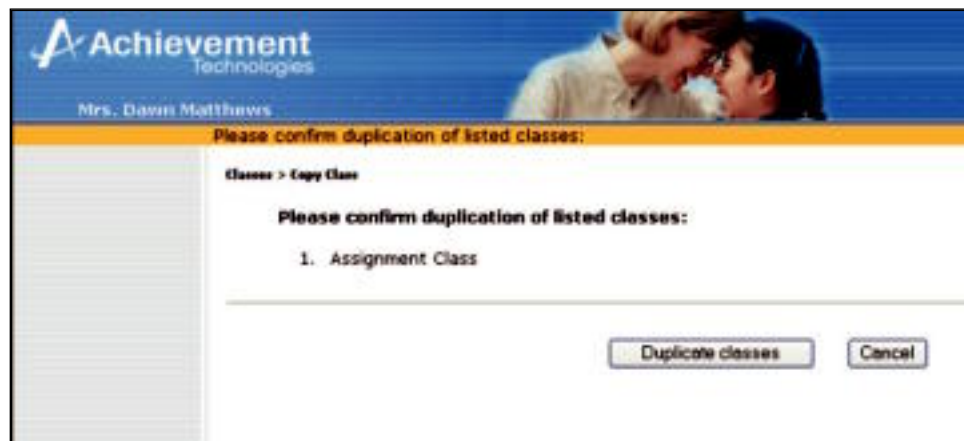 Achievement
Technologies
Mrs. Dawn Matthews
Please confirm duplication of listed classes:
Classes > Copy Class
Please confirm duplication of listed classes:
1. Assignment Class
Duplicate classes
Cancel